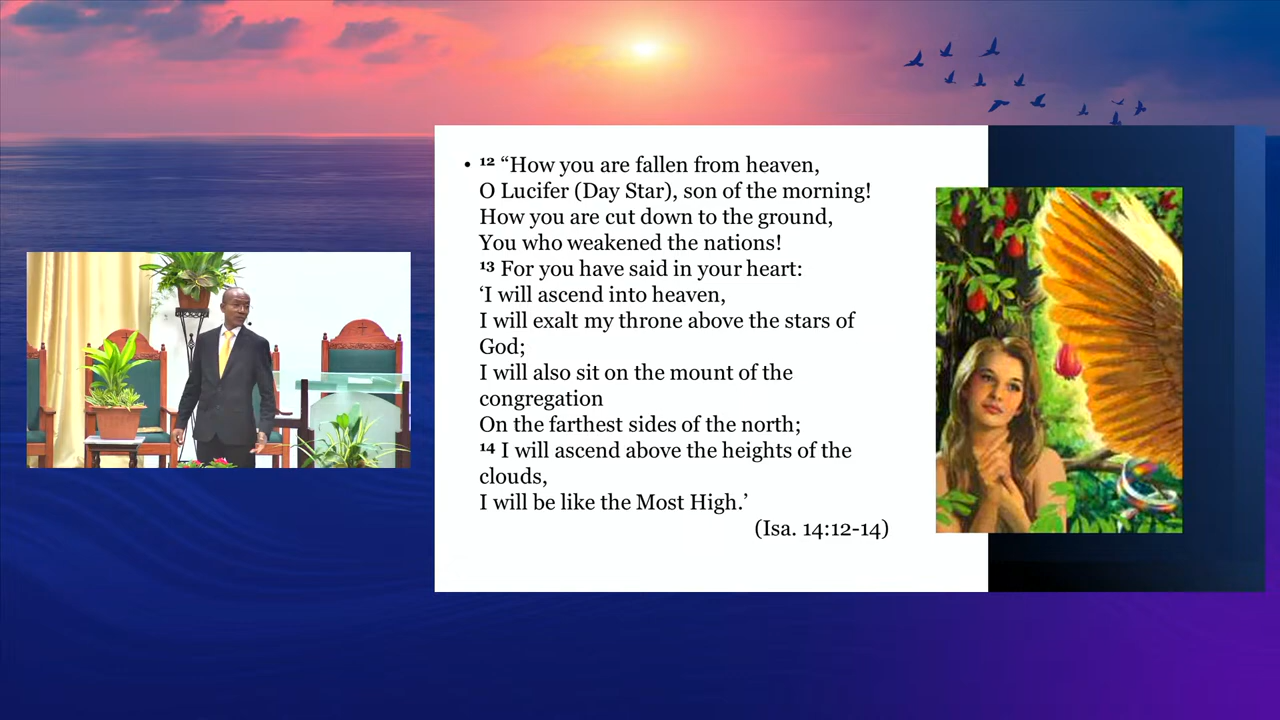 • ¹² “How you are fallen from heaven,
O Lucifer (Day Star), son of the morning!
How you are cut down to the ground,
You who weakened the nations!
¹³ For you have said in your heart:
‘I will ascend into heaven,
I will exalt my throne above the stars of
God;
I will also sit on the mount of the
congregation
On the farthest sides of the north;
¹⁴ I will ascend above the heights of the
clouds,
I will be like the Most High.’
(Isa. 14:12-14)